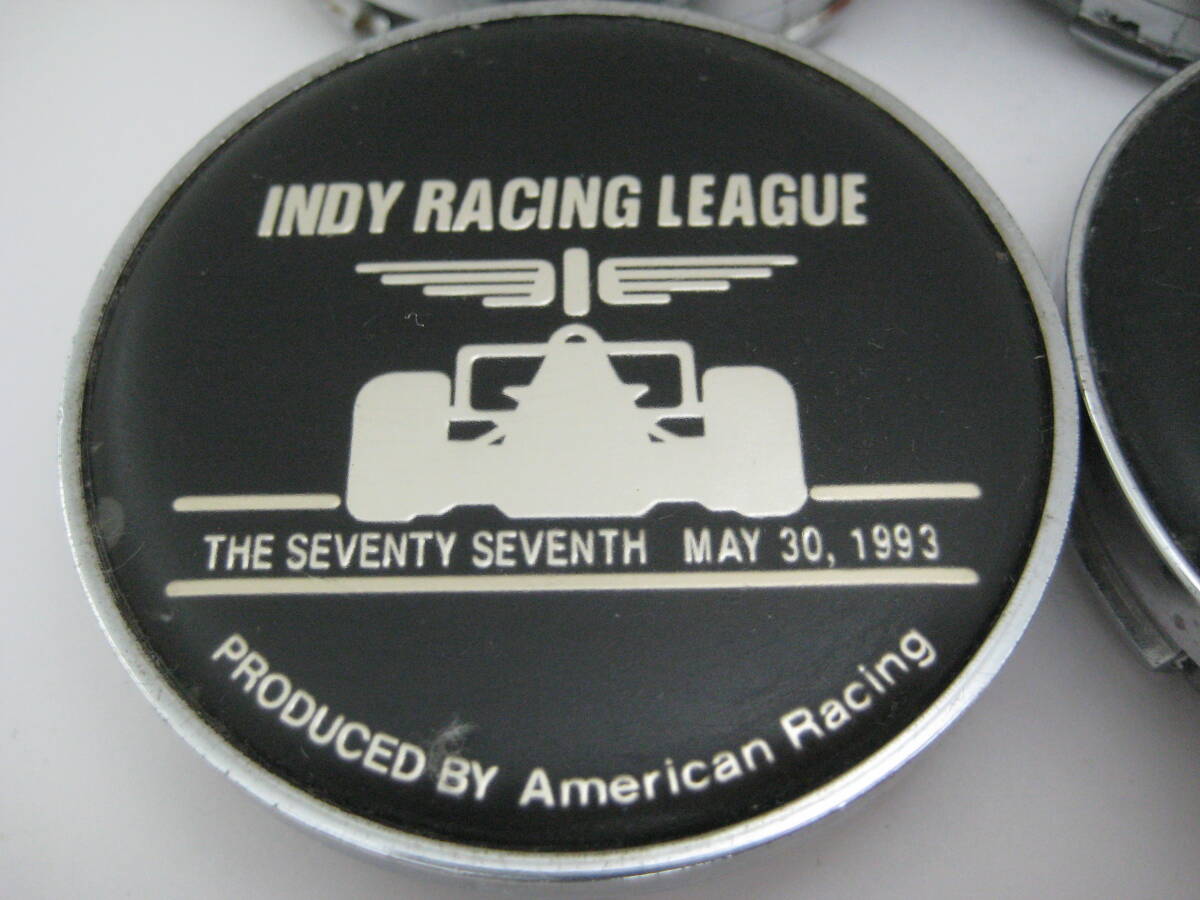 INDY RACING LEAGUE
THE SEVENTY SEVENTH MAY 30, 1993
PRODUCED BY American Racing